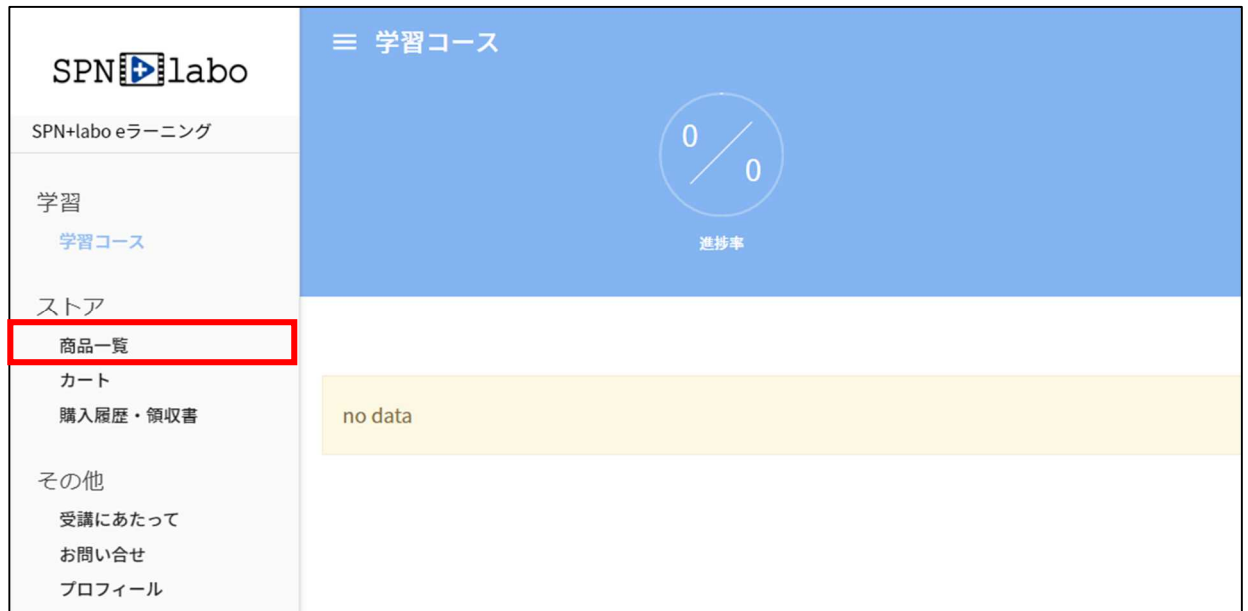 SPN labo
SPN+labo eラーニング
学習
学習コース
ストア
商品一覧
カート
購入履歴・領収書
その他
受講にあたって
お問い合せ
プロフィール
学習コース
0
0
進捗率
no data